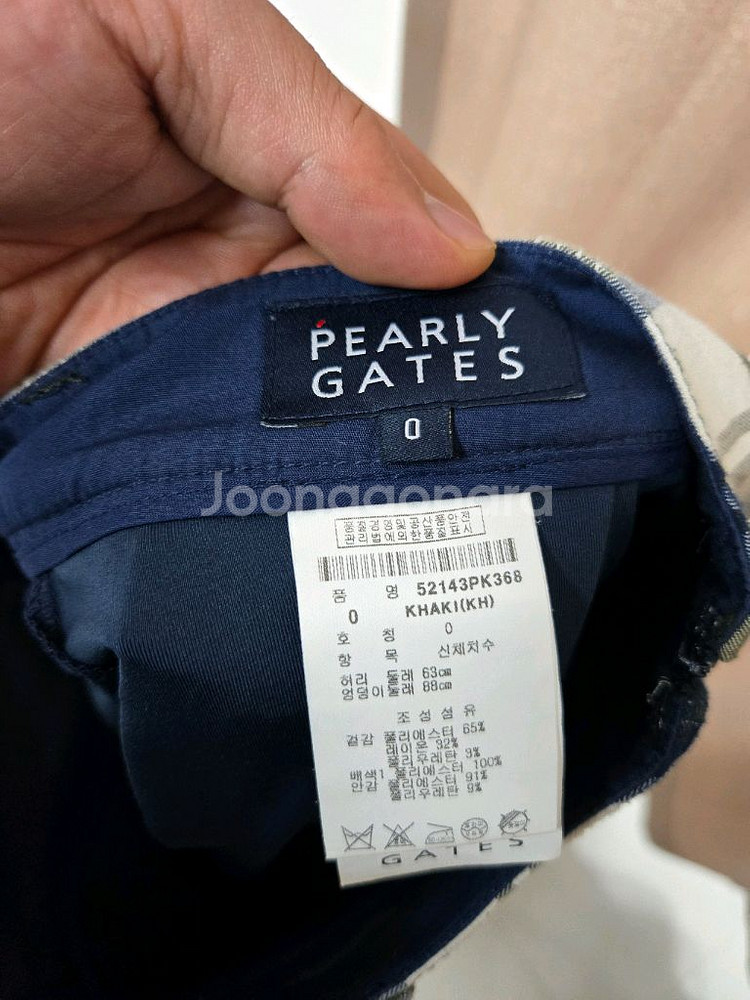 PEARLY
GATES
0
Joonggonara
품 명 52143PK368
0 KHAKI(KH)
호 칭 0
항 목 신체치수
허리둘레 63cm
엉덩이둘레 88cm
조성섬유
겉감 폴리에스터 65%
레이온 32%
폴리우레탄 3%
배색1 폴리에스터 100%
안감 폴리에스터 91%
폴리우레탄 9%
GATES